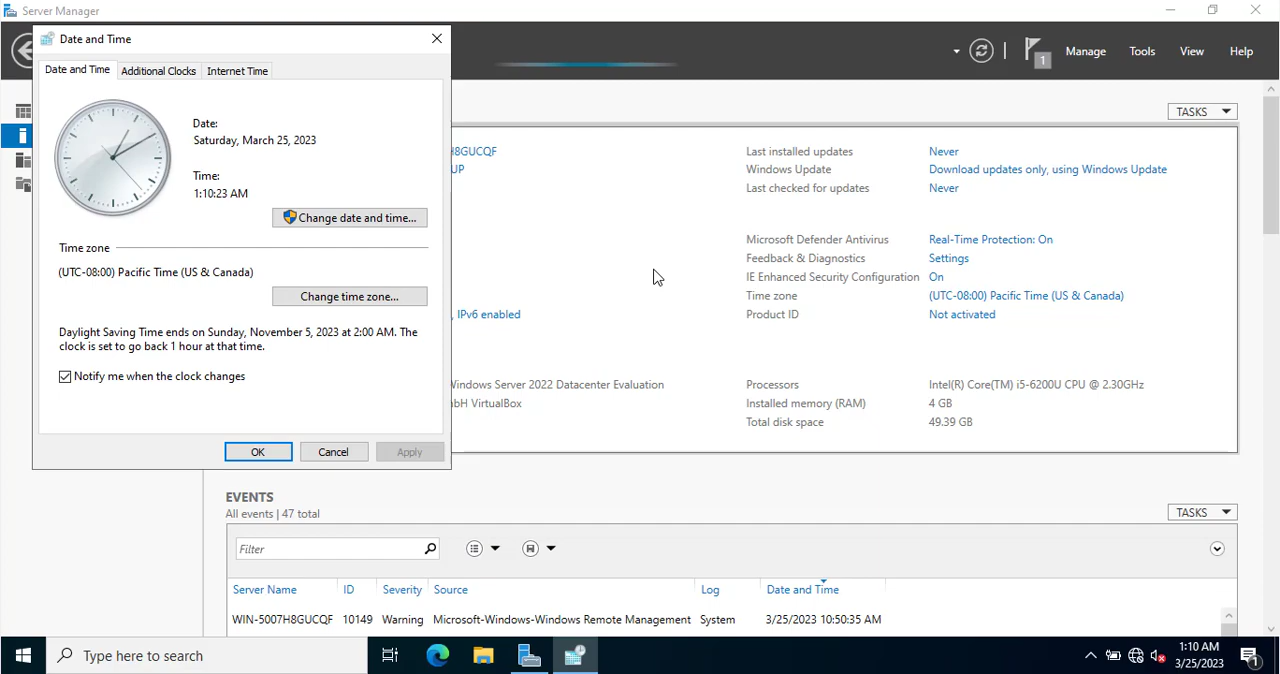 Server Manager
Date and Time
1
Manage
Tools
View
Help
Date and Time
Additional Clocks
Internet Time
Date:
Saturday, March 25, 2023
Time:
1:10:23 AM
Change date and time...
Time zone
(UTC-08:00) Pacific Time (US & Canada)
Change time zone...
Daylight Saving Time ends on Sunday, November 5, 2023 at 2:00 AM. The
clock is set to go back 1 hour at that time.
Notify me when the clock changes
OK
Cancel
Apply
TASKS
H8GUCQF
UP
, IPv6 enabled
Windows Server 2022 Datacenter Evaluation
bH VirtualBox
Last installed updates
Never
Windows Update
Download updates only, using Windows Update
Last checked for updates
Never
Microsoft Defender Antivirus
Real-Time Protection: On
Feedback & Diagnostics
Settings
IE Enhanced Security Configuration
On
Time zone
(UTC-08:00) Pacific Time (US & Canada)
Product ID
Not activated
Processors
Intel(R) Core(TM) i5-6200U CPU @ 2.30GHz
Installed memory (RAM)
4 GB
Total disk space
49.39 GB
EVENTS
All events | 47 total
TASKS
Filter
Server Name
ID
Severity
Source
Log
Date and Time
WIN-5007H8GUCQF
10149
Warning
Microsoft-Windows-Windows Remote Management
System
3/25/2023 10:50:35 AM
Type here to search
1:10 AM
3/25/2023
1